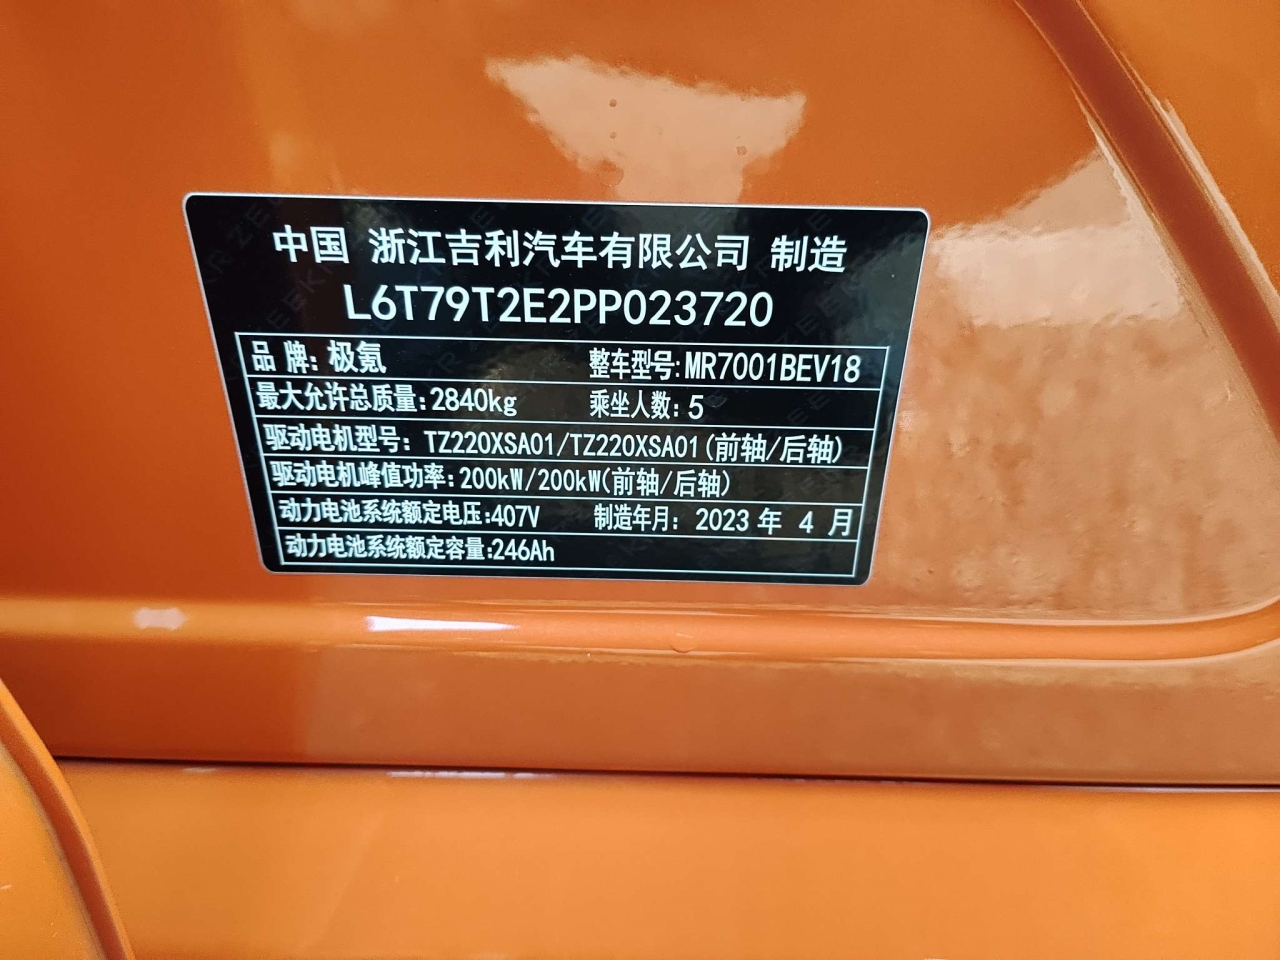 中国 浙江吉利汽车有限公司 制造
L6T79T2E2PP023720
品 牌: 极氪 整车型号:MR7001BEV18
最大允许总质量:2840kg 乘坐人数:5
驱动电机型号: TZ220XSA01/TZ220XSA01(前轴/后轴)
驱动电机峰值功率:200kW/200kW(前轴/后轴)
动力电池系统额定电压:407V 制造年月: 2023 年 4 月
动力电池系统额定容量:246Ah